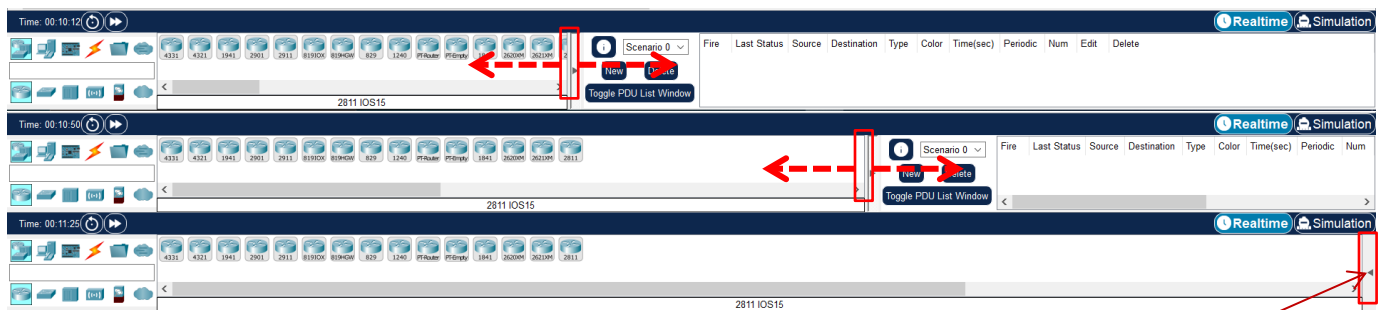 Time: 00:10:12 Realtime Simulation
4331 4321 1941 2901 2911 819IOX 819HGW 829 1240 PT-Router PT-Empty 1841 2620XM 2621XM 2
Scenario 0 Fire Last Status Source Destination Type Color Time(sec) Periodic Num Edit Delete
New Delete
Toggle PDU List Window
2811 IOS15
Time: 00:10:50 Realtime Simulation
4331 4321 1941 2901 2911 819IOX 819HGW 829 1240 PT-Router PT-Empty 1841 2620XM 2621XM 2811
Scenario 0 Fire Last Status Source Destination Type Color Time(sec) Periodic Num
New Delete
Toggle PDU List Window
2811 IOS15
Time: 00:11:25 Realtime Simulation
4331 4321 1941 2901 2911 819IOX 819HGW 829 1240 PT-Router PT-Empty 1841 2620XM 2621XM 2811
2811 IOS15